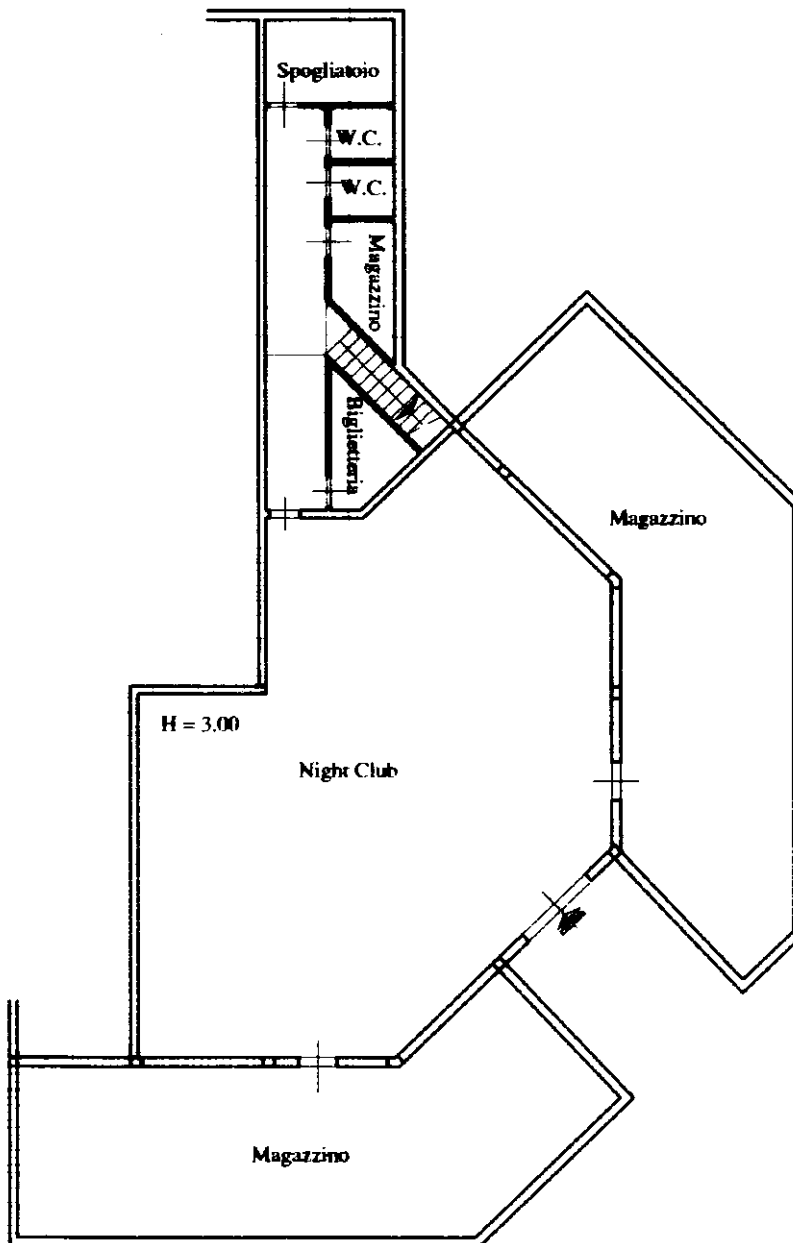 Spogliatoio
W.C.
W.C.
Magazzino
Biglietteria
Magazzino
H = 3.00
Night Club
Magazzino